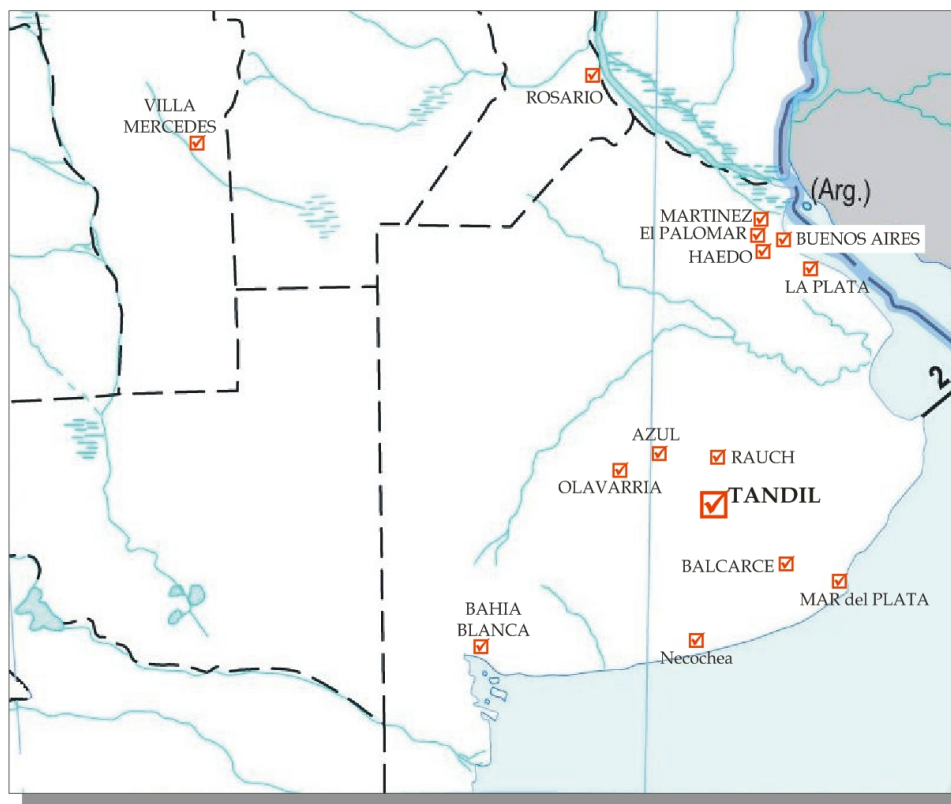 VILLA
MERCEDES
ROSARIO
(Arg.)
MARTINEZ
El PALOMAR
BUENOS AIRES
HAEDO
LA PLATA
2
AZUL
RAUCH
OLAVARRIA
TANDIL
BALCARCE
MAR del PLATA
BAHIA
BLANCA
Necochea